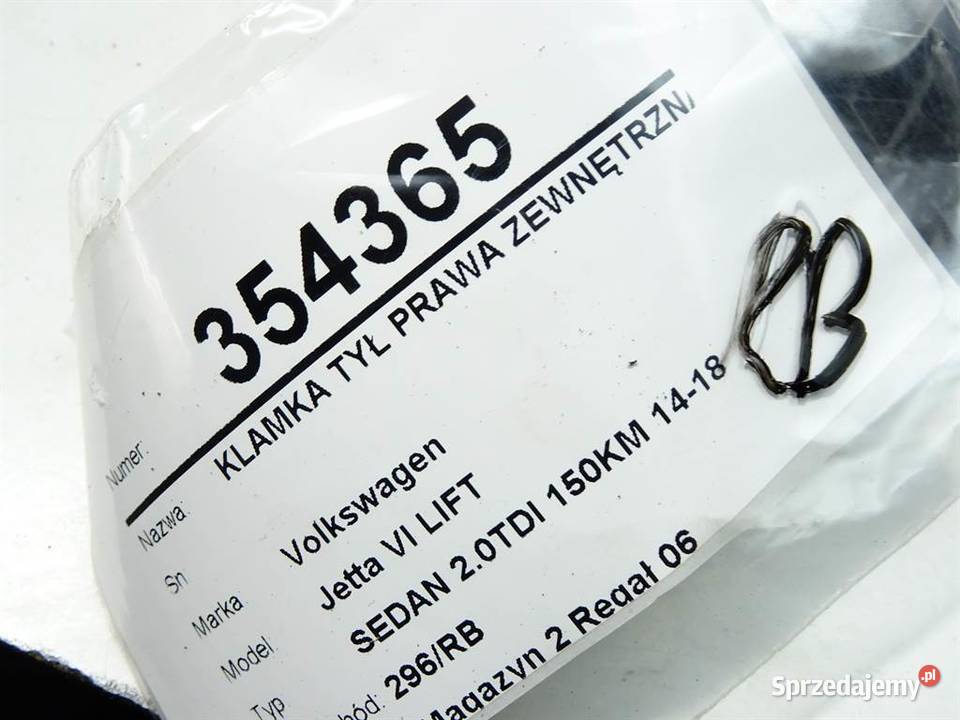 Numer: 354365
Nazwa: KLAMKA TYŁ PRAWA ZEWNĘTRZNA
Sn
Marka Volkswagen
Model Jetta VI LIFT
Typ SEDAN 2.0TDI 150KM 14-18
hód: 296/RB
Magazyn 2 Regał 06
Sprzedajemy.pl